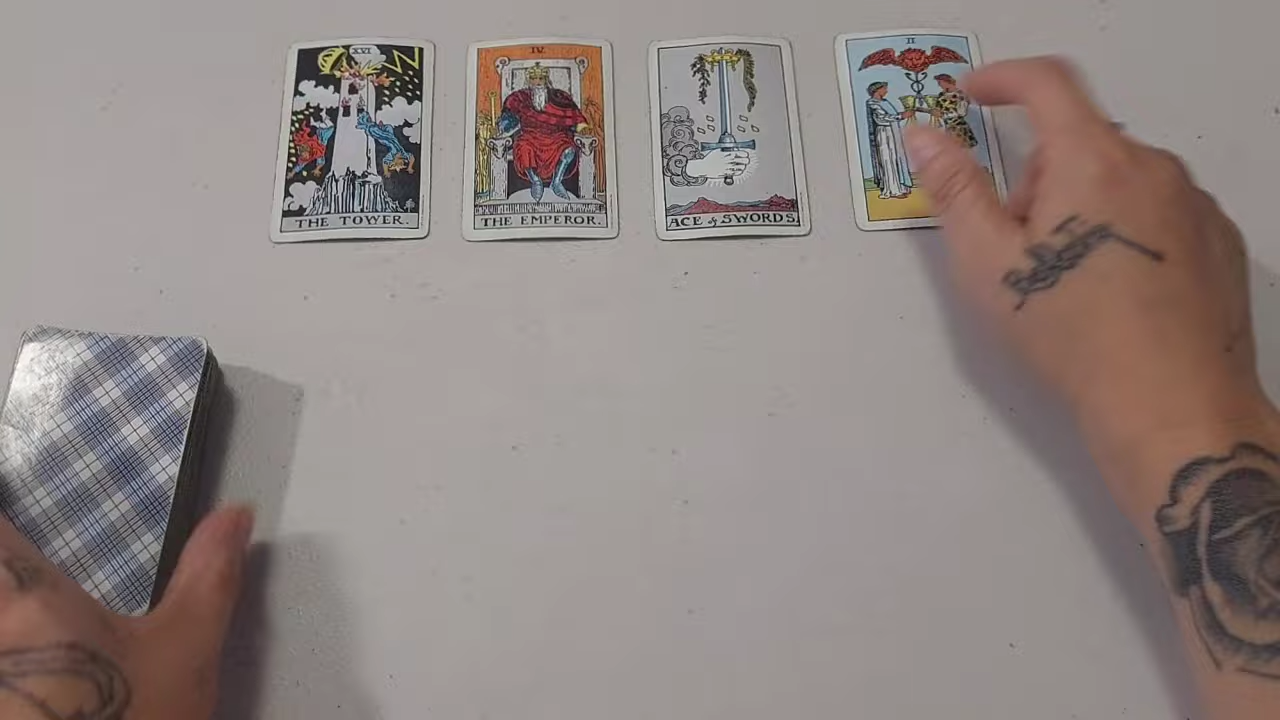 XVI
THE TOWER.
IV
THE EMPEROR.
ACE of SWORDS.
II